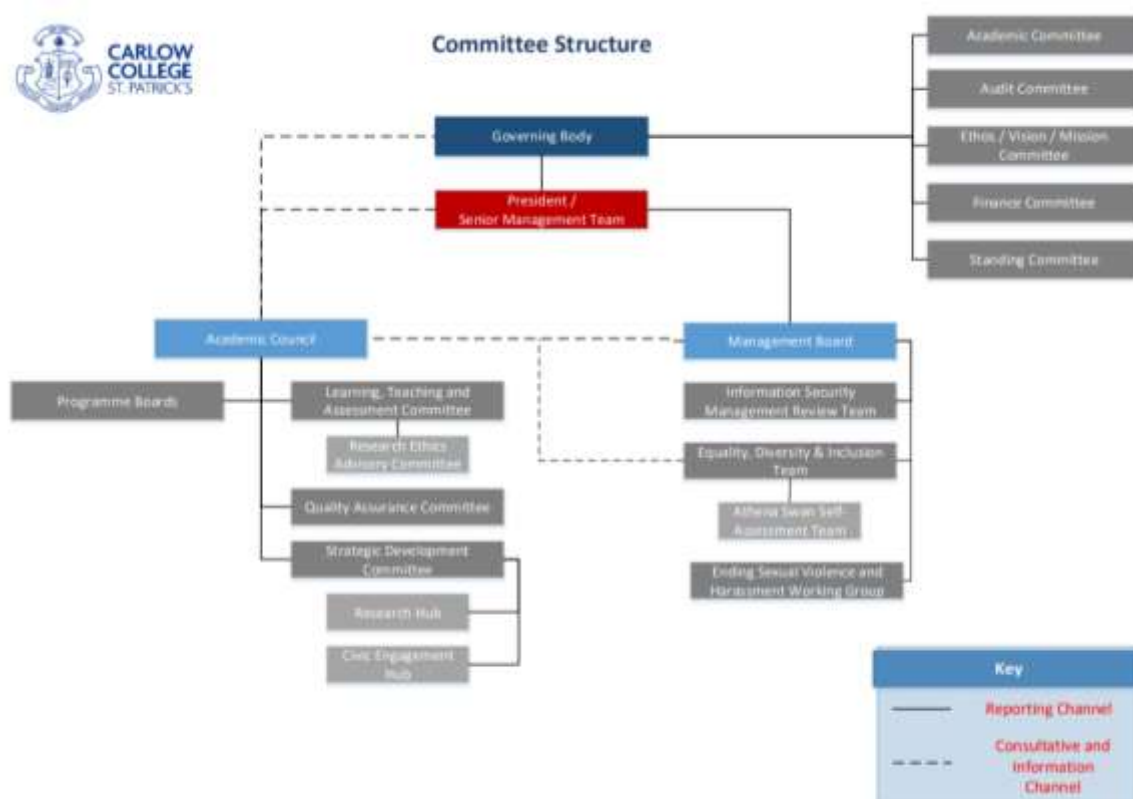 CARLOW
COLLEGE
ST. PATRICK'S
Committee Structure
Academic Committee
Audit Committee
Ethos / Vision / Mission
Committee
Finance Committee
Standing Committee
Governing Body
President /
Senior Management Team
Academic Council
Management Board
Programme Boards
Learning, Teaching and
Assessment Committee
Research Ethics
Advisory Committee
Quality Assurance Committee
Strategic Development
Committee
Research Hub
Civic Engagement
Hub
Information Security
Management Review Team
Equality, Diversity & Inclusion
Team
Athena Swan Self-
Assessment Team
Ending Sexual Violence and
Harassment Working Group
Key
Reporting Channel
Consultative and
Information
Channel